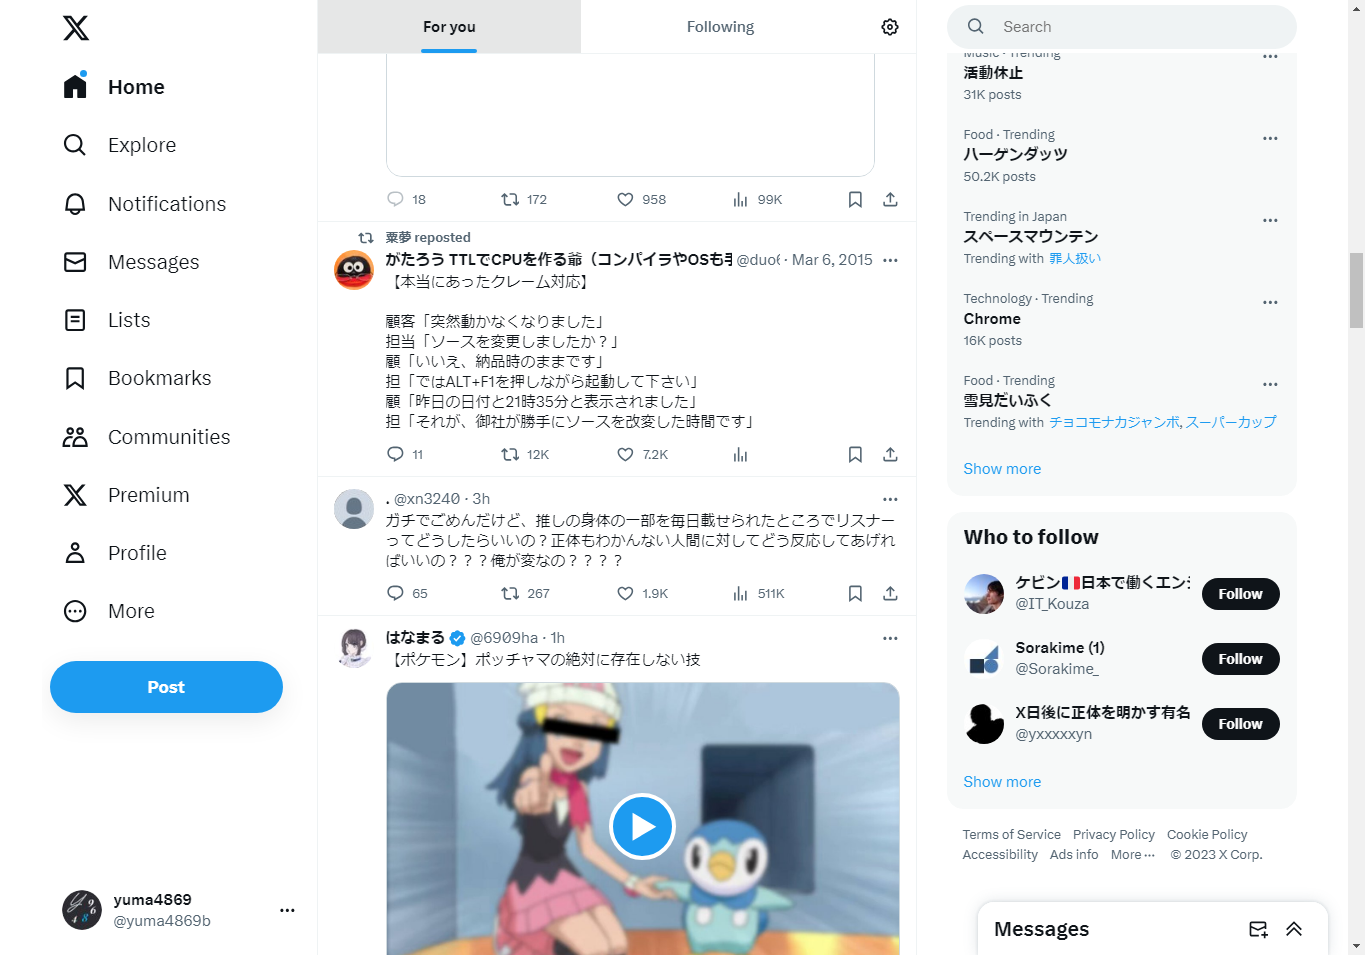 Home
Explore
Notifications
Messages
Lists
Bookmarks
Communities
Premium
Profile
More
Post
yuma4869
@yuma4869b
For you
Following
18
172
958
99K
粟夢 reposted
がたろう TTLでCPUを作る爺（コンパイラやOSも手 @duo6 · Mar 6, 2015
【本当にあったクレーム対応】
顧客「突然動かなくなりました」
担当「ソースを変更しましたか？」
顧「いいえ、納品時のままです」
担「ではALT+F1を押しながら起動して下さい」
顧「昨日の日付と21時35分と表示されました」
担「それが、御社が勝手にソースを改変した時間です」
11
12K
7.2K
. @xn3240 · 3h
ガチでごめんだけど、推しの身体の一部を毎日載せられたところでリスナー
ってどうしたらいいの？正体もわかんない人間に対してどう反応してあげれ
ばいいの？？？俺が変なの？？？？
65
267
1.9K
511K
はなまる @6909ha · 1h
【ポケモン】ポッチャマの絶対に存在しない技
Search
Music · Trending
活動休止
31K posts
Food · Trending
ハーゲンダッツ
50.2K posts
Trending in Japan
スペースマウンテン
Trending with 罪人扱い
Technology · Trending
Chrome
16K posts
Food · Trending
雪見だいふく
Trending with チョコモナカジャンボ, スーパーカップ
Show more
Who to follow
ケビン🇫🇷日本で働くエンジ
@IT_Kouza
Follow
Sorakime (1)
@Sorakime_
Follow
X日後に正体を明かす有名
@yxxxxxyn
Follow
Show more
Terms of Service Privacy Policy Cookie Policy
Accessibility Ads info More ··· © 2023 X Corp.
Messages